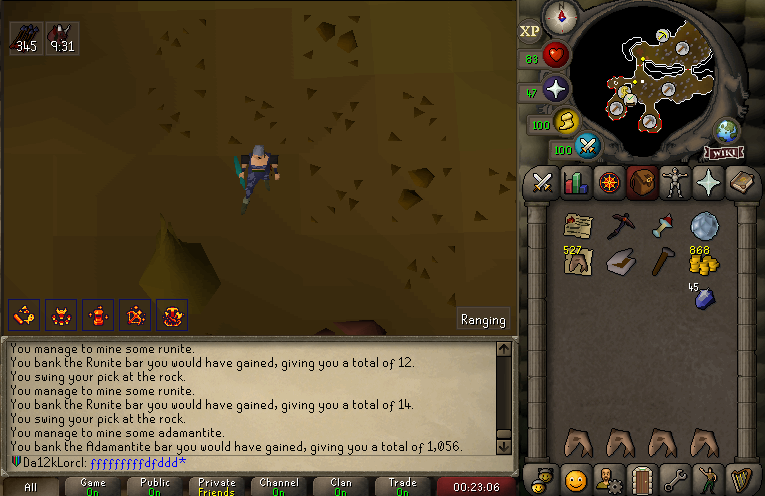 345
9:31
XP
83
47
100
100
WIKI
527
868
45
Ranging
You manage to mine some runite.
You bank the Runite bar you would have gained, giving you a total of 12.
You swing your pick at the rock.
You manage to mine some runite.
You bank the Runite bar you would have gained, giving you a total of 14.
You swing your pick at the rock.
You manage to mine some adamantite.
You bank the Adamantite bar you would have gained, giving you a total of 1,056.
Da12kLorcl: fffffffffdfddd*
All
Game
On
Public
On
Private
Friends
Channel
On
Clan
On
Trade
On
00:23:06